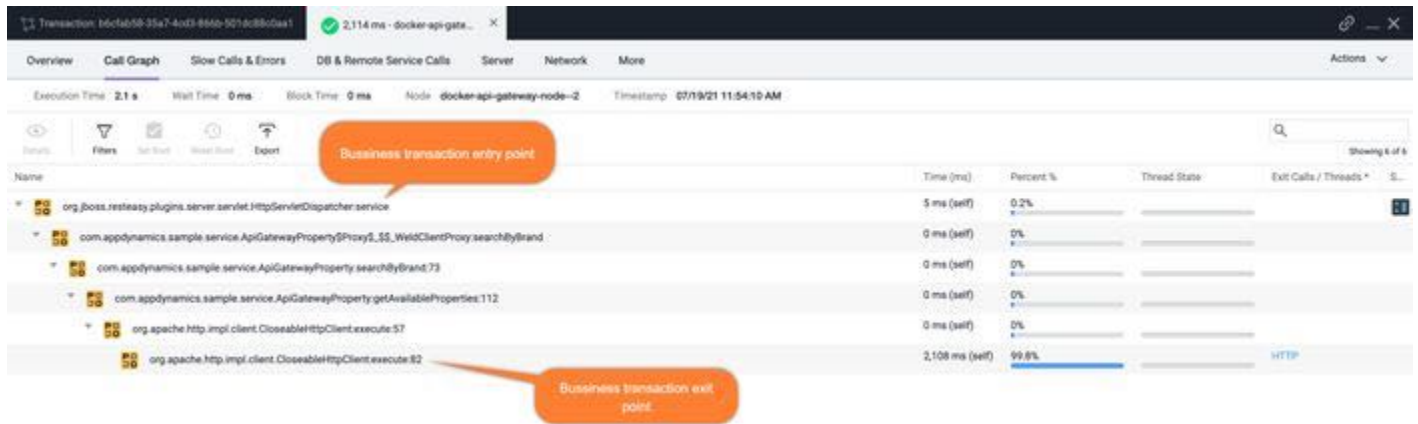 Transaction: b6cfab58-35a7-4cd3-866b-501dc88c0aa1
2,114 ms - docker-api-gate...
Overview Call Graph Slow Calls & Errors DB & Remote Service Calls Server Network More Actions
Execution Time 2.1 s Wait Time 0 ms Block Time 0 ms Node docker-api-gateway-node--2 Timestamp 07/19/21 11:54:10 AM
Details Filters Set Root Reset Root Export
Bussiness transaction entry point
Showing 6 of 6
Name Time (ms) Percent % Thread State Exit Calls / Threads S...
org.jboss.resteasy.plugins.server.servlet.HttpServletDispatcher:service 5 ms (self) 0.2%
com.appdynamics.sample.service.ApiGatewayProperty$Proxy$_$$_WeldClientProxy:searchByBrand 0 ms (self) 0%
com.appdynamics.sample.service.ApiGatewayProperty:searchByBrand:73 0 ms (self) 0%
com.appdynamics.sample.service.ApiGatewayProperty:getAvailableProperties:112 0 ms (self) 0%
org.apache.http.impl.client.CloseableHttpClient:execute:57 0 ms (self) 0%
org.apache.http.impl.client.CloseableHttpClient:execute:82 2,108 ms (self) 99.8% HTTP
Bussiness transaction exit
point